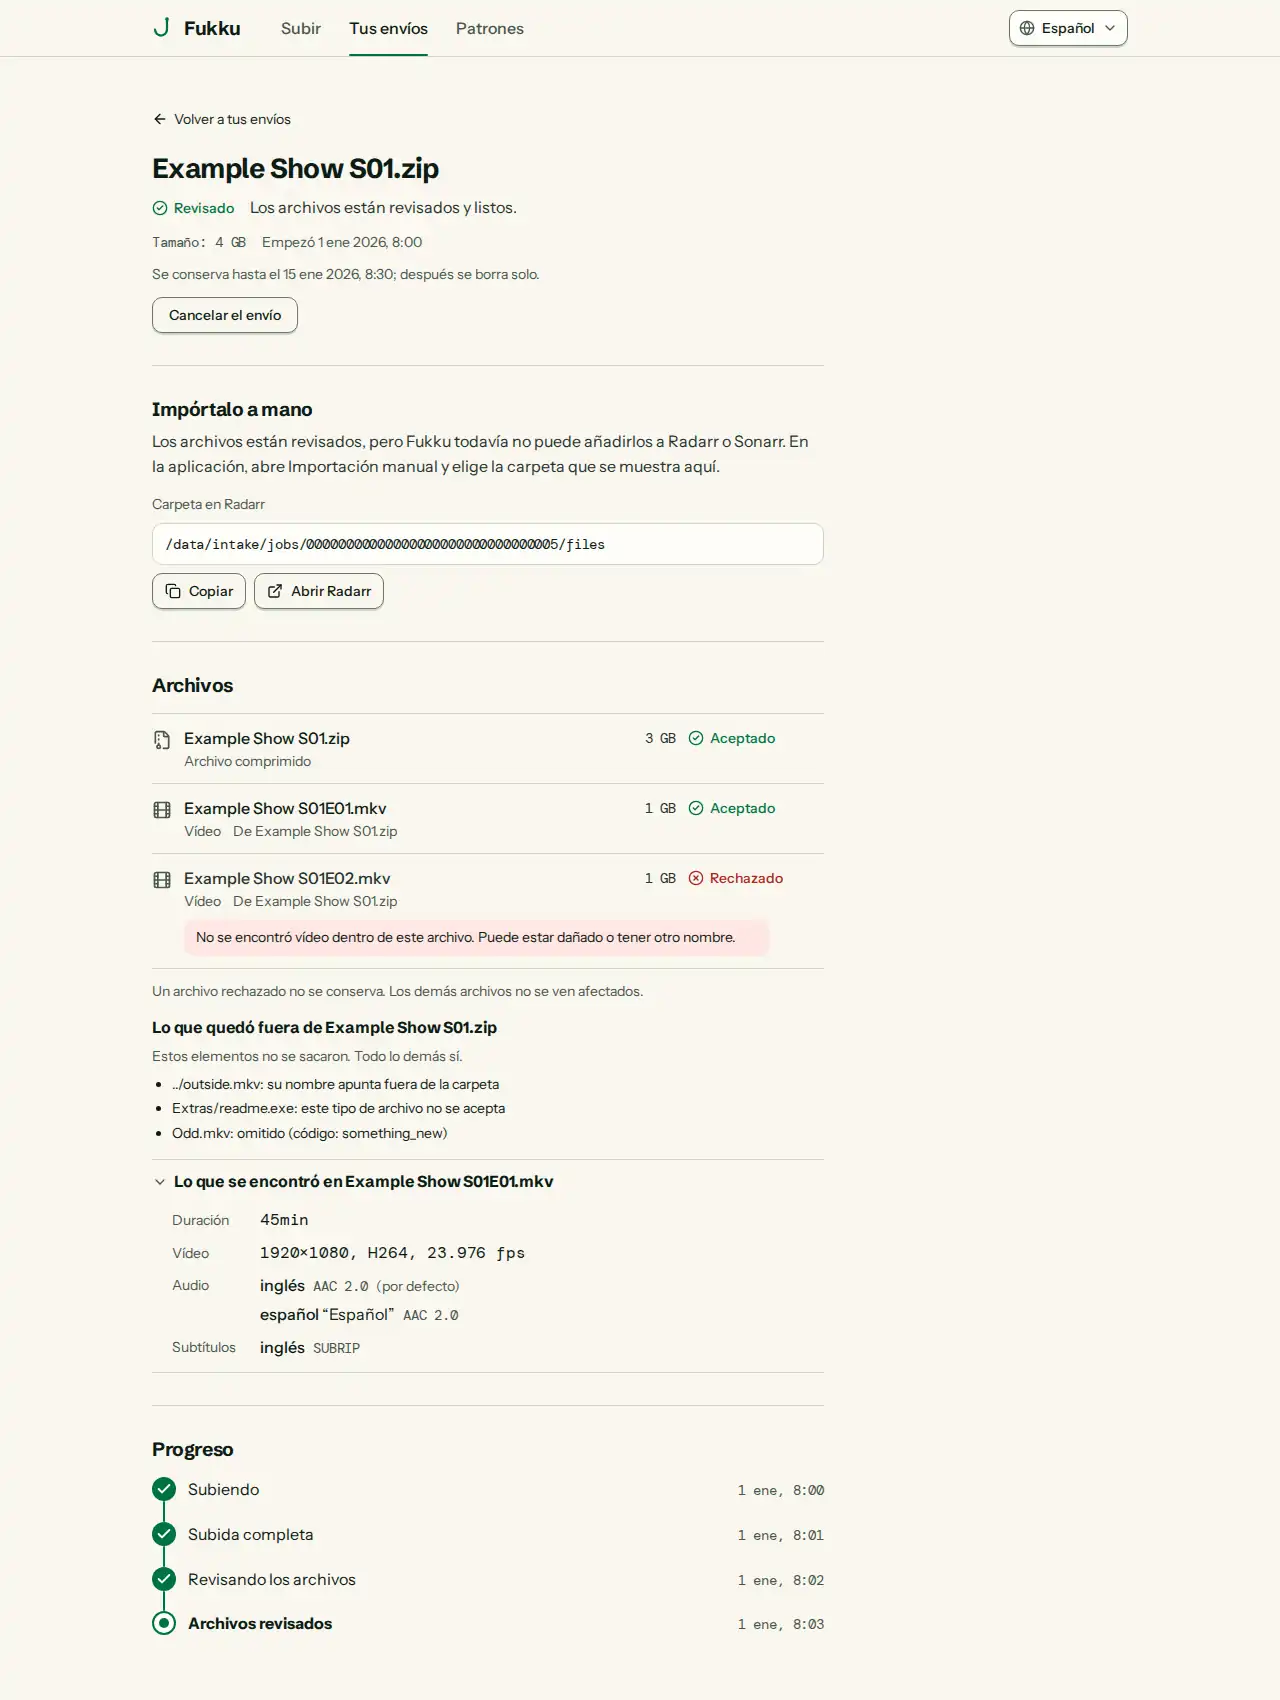 Fukku
Subir
Tus envíos
Patrones
Español
Volver a tus envíos
Example Show S01.zip
Revisado
Los archivos están revisados y listos.
Tamaño: 4 GB
Empezó 1 ene 2026, 8:00
Se conserva hasta el 15 ene 2026, 8:30; después se borra solo.
Cancelar el envío
Impórtalo a mano
Los archivos están revisados, pero Fukku todavía no puede añadirlos a Radarr o Sonarr. En
la aplicación, abre Importación manual y elige la carpeta que se muestra aquí.
Carpeta en Radarr
/data/intake/jobs/00000000000000000000000000000005/files
Copiar
Abrir Radarr
Archivos
Example Show S01.zip
3 GB
Aceptado
Archivo comprimido
Example Show S01E01.mkv
1 GB
Aceptado
Vídeo
De Example Show S01.zip
Example Show S01E02.mkv
1 GB
Rechazado
Vídeo
De Example Show S01.zip
No se encontró vídeo dentro de este archivo. Puede estar dañado o tener otro nombre.
Un archivo rechazado no se conserva. Los demás archivos no se ven afectados.
Lo que quedó fuera de Example Show S01.zip
Estos elementos no se sacaron. Todo lo demás sí.
../outside.mkv: su nombre apunta fuera de la carpeta
Extras/readme.exe: este tipo de archivo no se acepta
Odd.mkv: omitido (código: something_new)
Lo que se encontró en Example Show S01E01.mkv
Duración
45min
Vídeo
1920×1080, H264, 23.976 fps
Audio
inglés AAC 2.0 (por defecto)
español “Español” AAC 2.0
Subtítulos
inglés SUBRIP
Progreso
Subiendo
1 ene, 8:00
Subida completa
1 ene, 8:01
Revisando los archivos
1 ene, 8:02
Archivos revisados
1 ene, 8:03